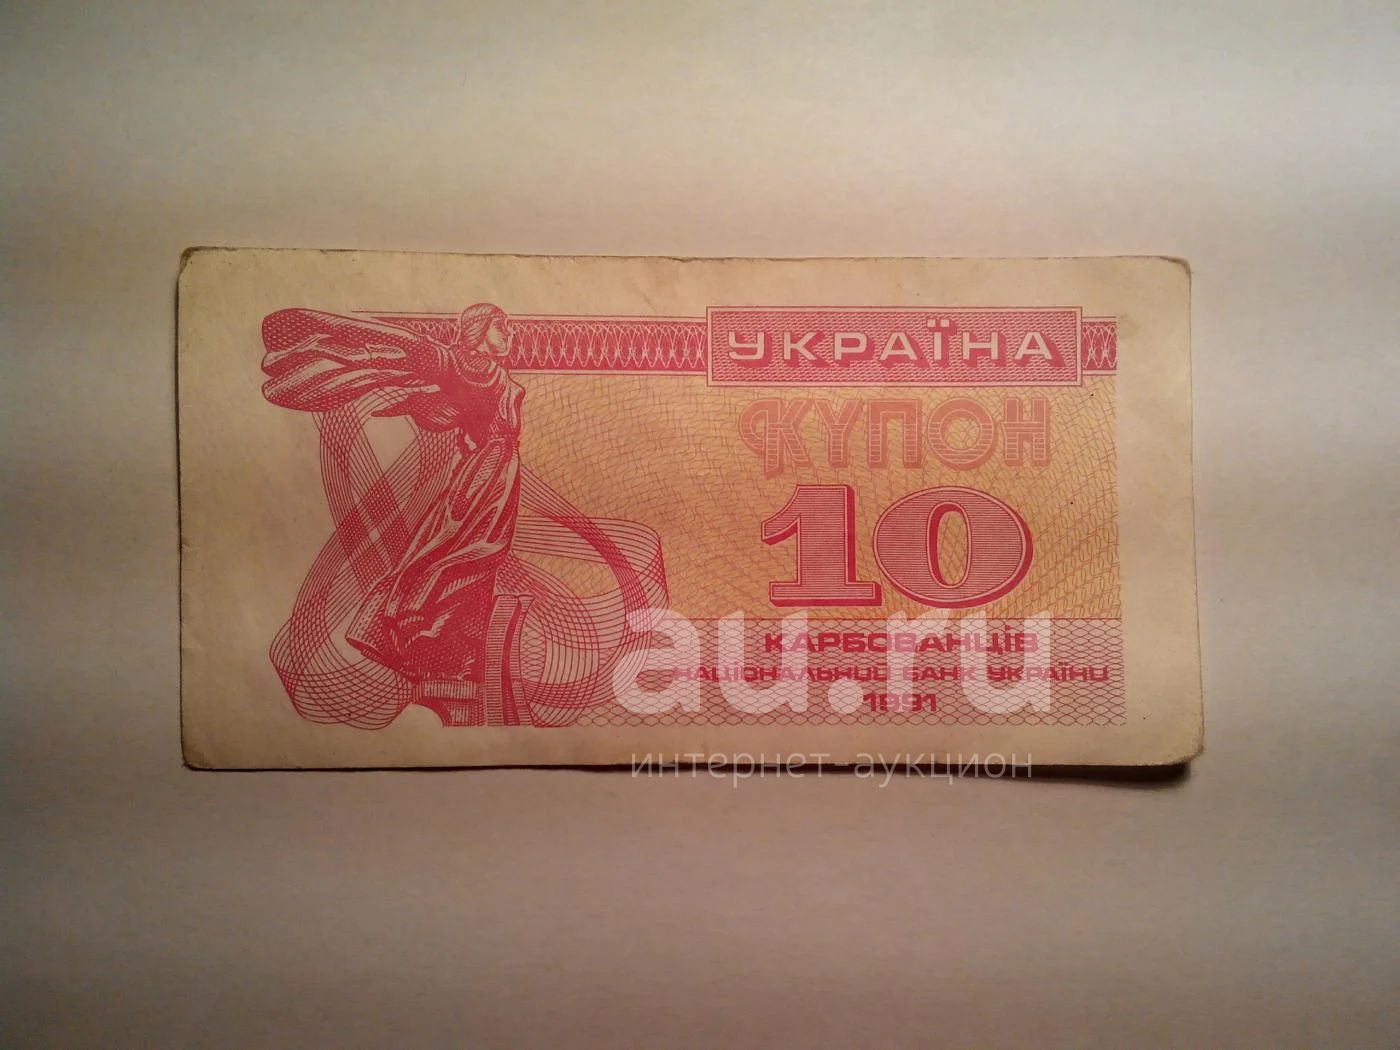 УКРАЇНА
КУПОН
10
КАРБОВАНЦІВ
НАЦІОНАЛЬНИЙ БАНК УКРАЇНИ
1991
au.ru
интернет-аукцион